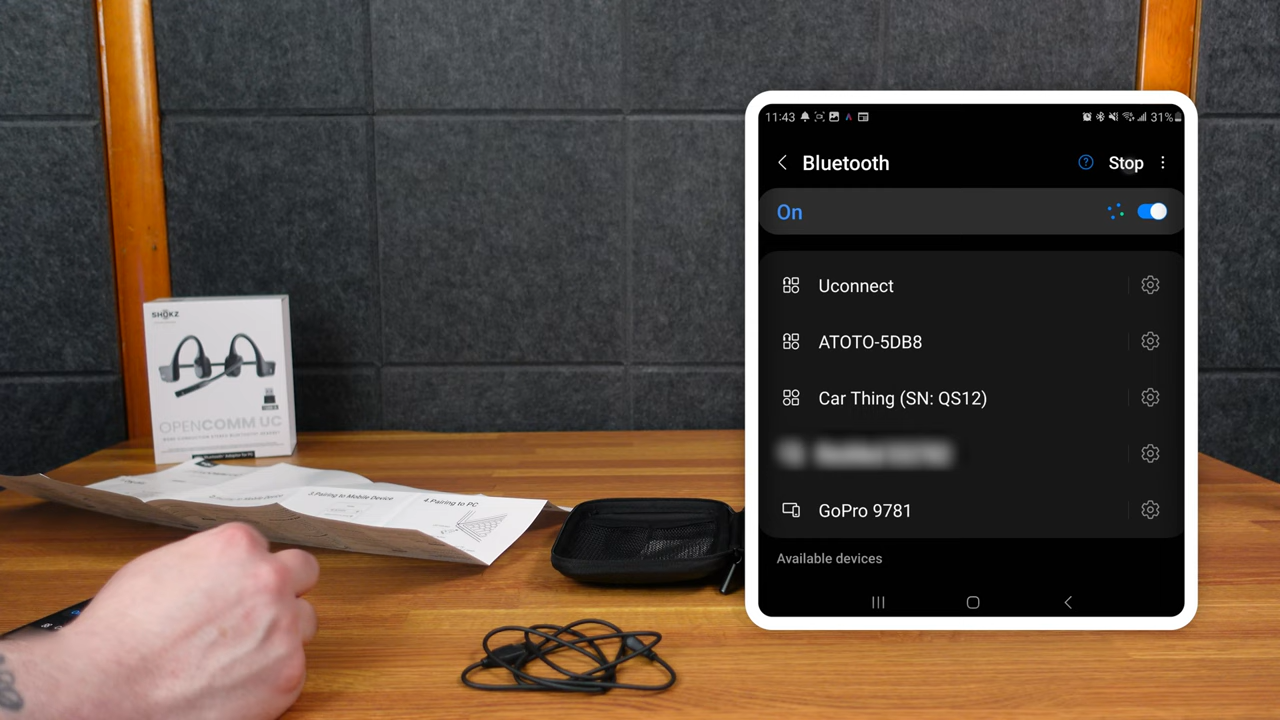 SHOKZ
OPENCOMM UC
3.Pairing to Mobile Device
4.Pairing to PC
11:43
31%
Bluetooth
Stop
On
Uconnect
ATOTO-5DB8
Car Thing (SN: QS12)
GoPro 9781
Available devices